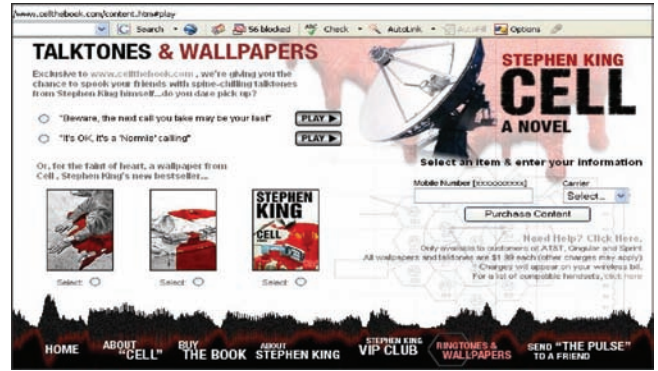 /www.cellthebook.com/content.htm#play
Search
56 blocked
Check
AutoLink
AutoFill
Options
TALKTONES & WALLPAPERS
Exclusive to www.cellthebook.com , we're giving you the
chance to spook your friends with spine-chilling talktones
from Stephen King himself...do you dare pick up?
"Beware, the next call you take may be your last"
PLAY
"It's OK, it's a 'Normie' calling"
PLAY
Or, for the faint of heart, a wallpaper from
Cell , Stephen King's new bestseller...
STEPHEN
KING
CELL
Select:
Select:
Select:
STEPHEN KING
CELL
A NOVEL
Select an item & enter your information
Mobile Number [xxxxxxxxxx]
Carrier
Select...
Purchase Content
Need Help? Click Here.
Only available to customers of AT&T, Cingular and Sprint
All wallpapers and talktones are $1.99 each (other charges may apply)
Charges will appear on your wireless bill.
For a list of compatible handsets, click here
HOME
ABOUT "CELL"
BUY THE BOOK
ABOUT STEPHEN KING
STEPHEN KING VIP CLUB
RINGTONES & WALLPAPERS
SEND "THE PULSE" TO A FRIEND